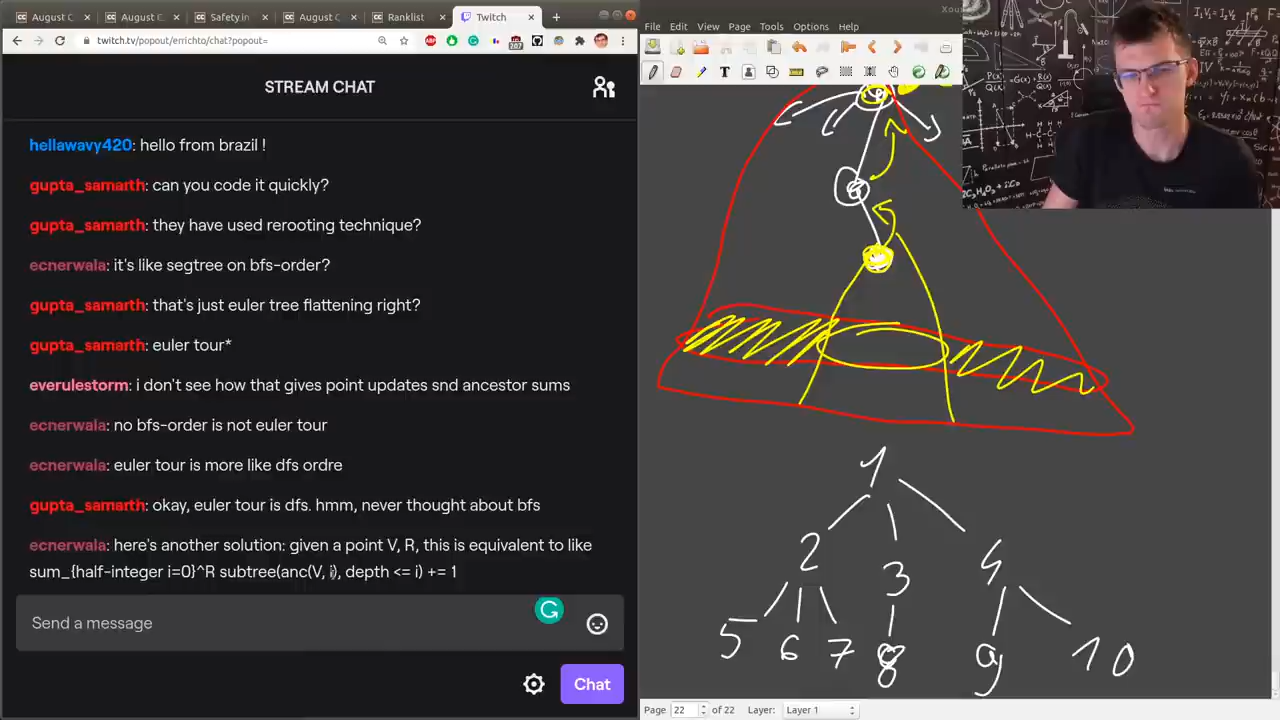 August C
August C
Safety.in
August C
Ranklist
Twitch
twitch.tv/popout/errichto/chat?popout=
207
STREAM CHAT
hellawavy420: hello from brazil !
gupta_samarth: can you code it quickly?
gupta_samarth: they have used rerooting technique?
ecnerwala: it's like segtree on bfs-order?
gupta_samarth: that's just euler tree flattening right?
gupta_samarth: euler tour*
everulestorm: i don't see how that gives point updates snd ancestor sums
ecnerwala: no bfs-order is not euler tour
ecnerwala: euler tour is more like dfs ordre
gupta_samarth: okay, euler tour is dfs. hmm, never thought about bfs
ecnerwala: here's another solution: given a point V, R, this is equivalent to like
sum_{half-integer i=0}^R subtree(anc(V, i), depth <= i) += 1
Send a message
Chat
File Edit View Page Tools Options Help
1
2 3 4
5 6 7 8 9 10
Page 22 of 22 Layer: Layer 1